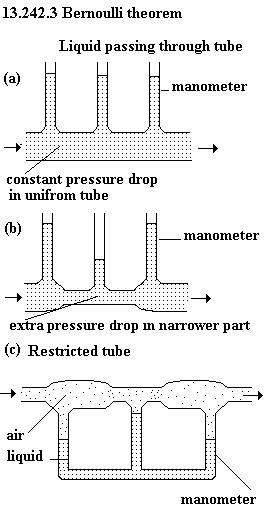 13.242.3 Bernoulli theorem
Liquid passing through tube
(a)
manometer
constant pressure drop
in unifrom tube
(b)
manometer
extra pressure drop in narrower part
(c) Restricted tube
air
liquid
manometer